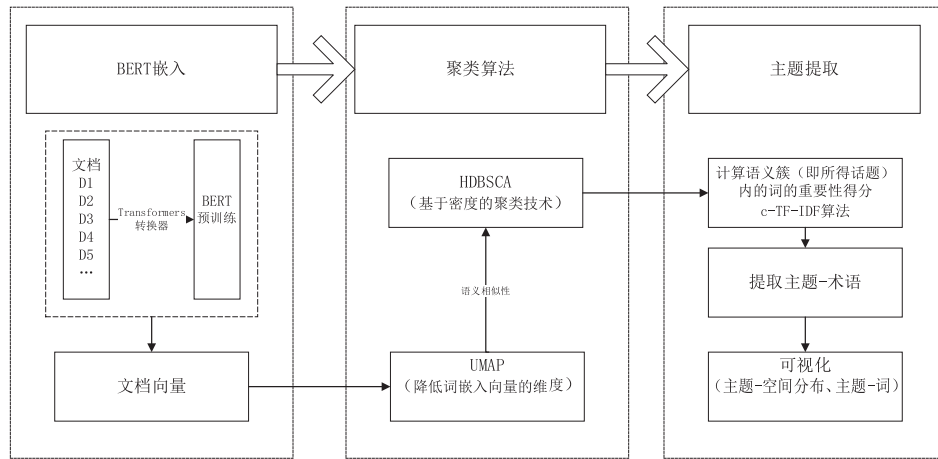 BERT嵌入
文档
D1
D2
D3
D4
D5
…
Transformers
转换器
BERT
预训练
文档向量
聚类算法
HDBSCA
(基于密度的聚类技术)
语义相似性
UMAP
(降低词嵌入向量的维度)
主题提取
计算语义簇(即所得话题)
内的词的重要性得分
c-TF-IDF算法
提取主题-术语
可视化
(主题-空间分布、主题-词)